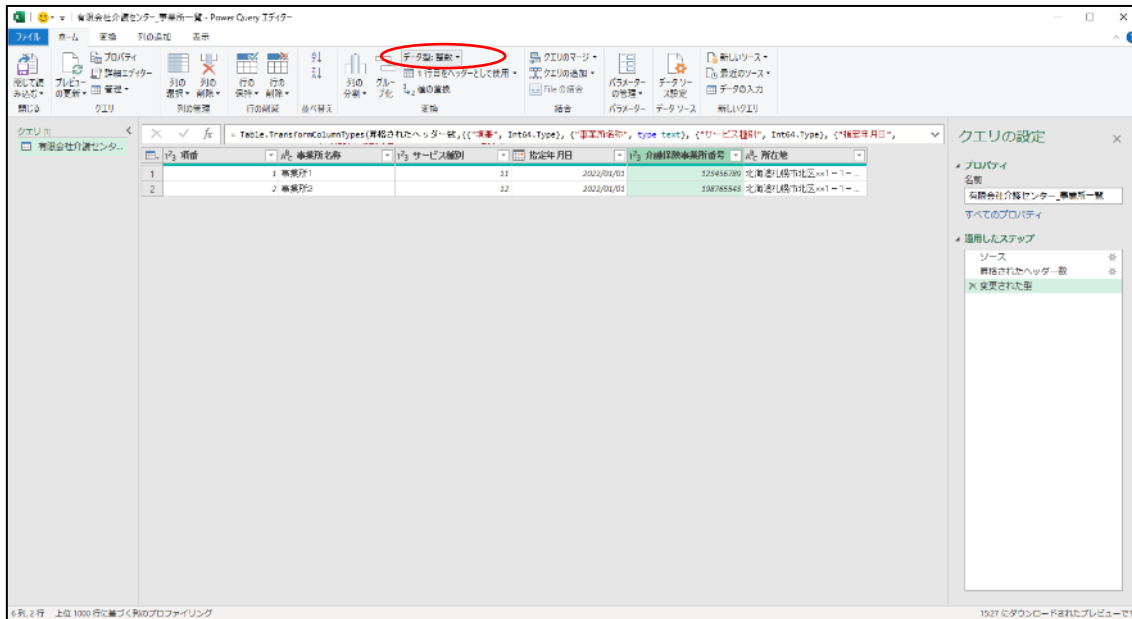 有限会社介護センター_事業所一覧 - Power Query エディター
ファイル ホーム 変換 列の追加 表示
閉じて読み込む プレビューの更新 プロパティ 詳細エディター 管理
列の選択 列の削除 行の保持 行の削除 列の分割 グループ化
データ型: 整数
1 行目をヘッダーとして使用
値の置換
クエリのマージ クエリの追加 File の結合
パラメーターの管理 データ ソース設定
新しいソース 最近のソース データの入力
閉じる クエリ 列の管理 行の削減 並べ替え 変換 結合 パラメーター データ ソース 新しいクエリ
クエリ [1]
有限会社介護センタ...
= Table.TransformColumnTypes(昇格されたヘッダー数,{{"項番", Int64.Type}, {"事業所名称", type text}, {"サービス種別", Int64.Type}, {"指定年月日",
項番 事業所名称 サービス種別 指定年月日 介護保険事業所番号 所在地
1 1 事業所1 11 2022/01/01 123456789 北海道札幌市北区××1-1-...
2 2 事業所2 12 2022/01/01 198765543 北海道札幌市北区××1-1-...
クエリの設定
プロパティ
名前
有限会社介護センター_事業所一覧
すべてのプロパティ
適用したステップ
ソース
昇格されたヘッダー数
変更された型
6 列、2 行 上位 1000 行に基づく列のプロファイリング
15:27 にダウンロードされたプレビューで